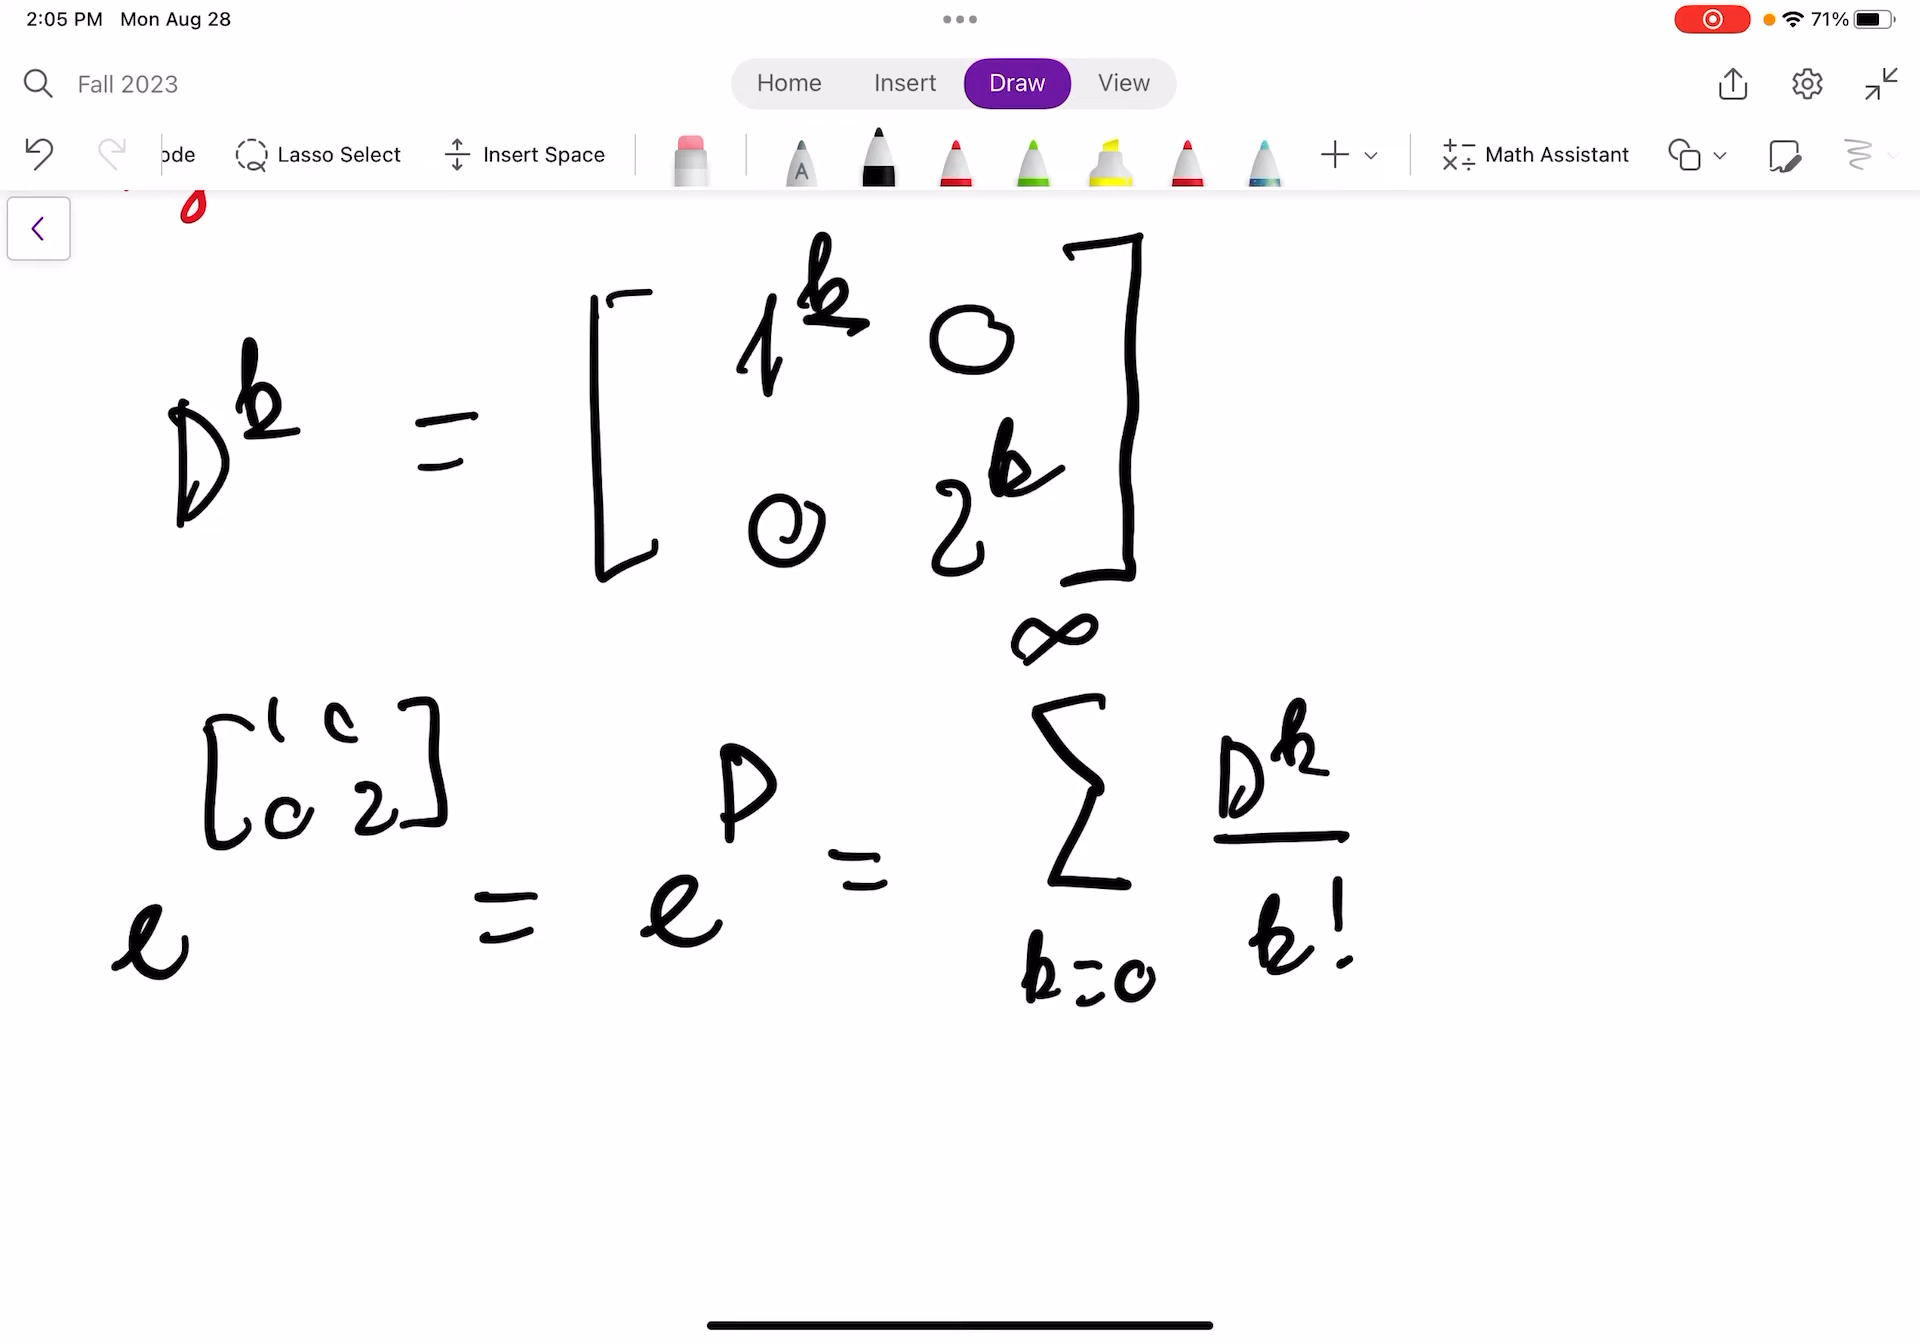 2:05 PM Mon Aug 28 71%
Fall 2023 Home Insert Draw View
ode Lasso Select Insert Space A Math Assistant
D^k = [ 1^k 0
0 2^k ]
e^[1 0
0 2] = e^D = ∑_{k=0}^∞ D^k / k!